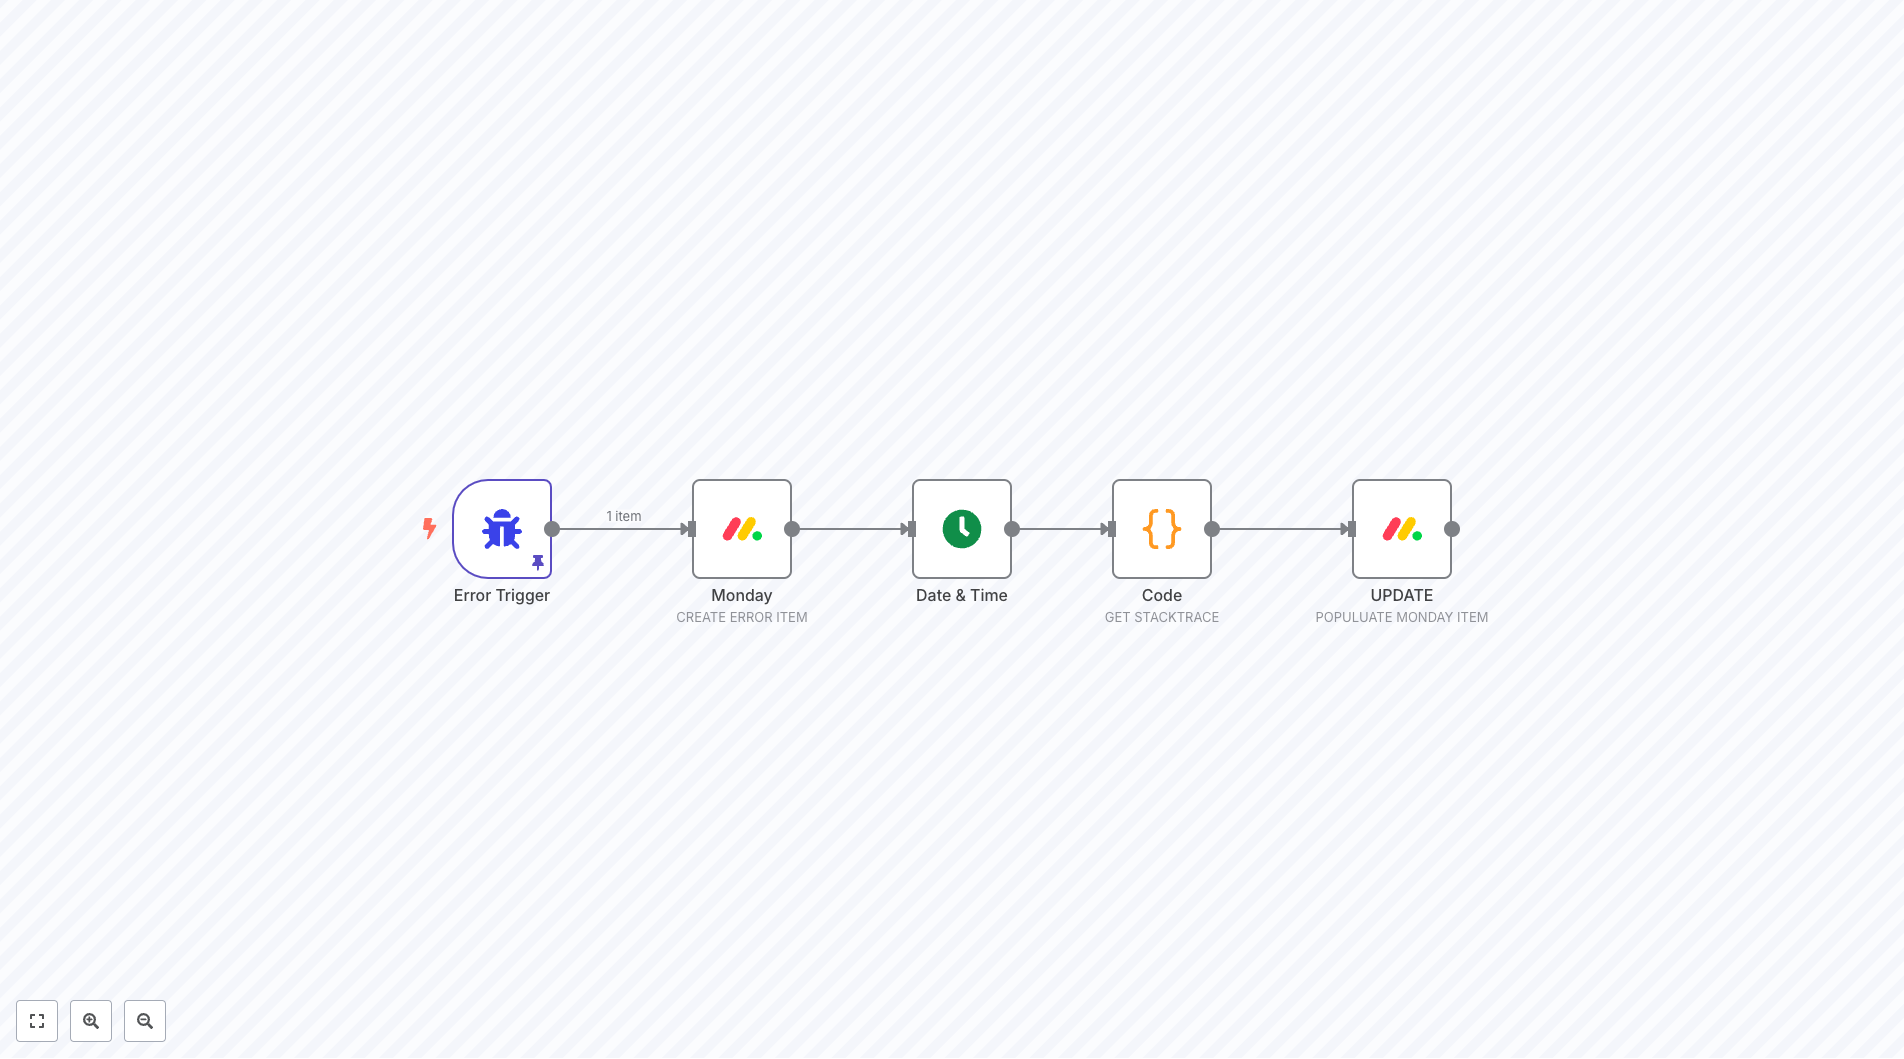 1 item
Error Trigger
Monday
CREATE ERROR ITEM
Date & Time
Code
GET STACKTRACE
UPDATE
POPULUATE MONDAY ITEM